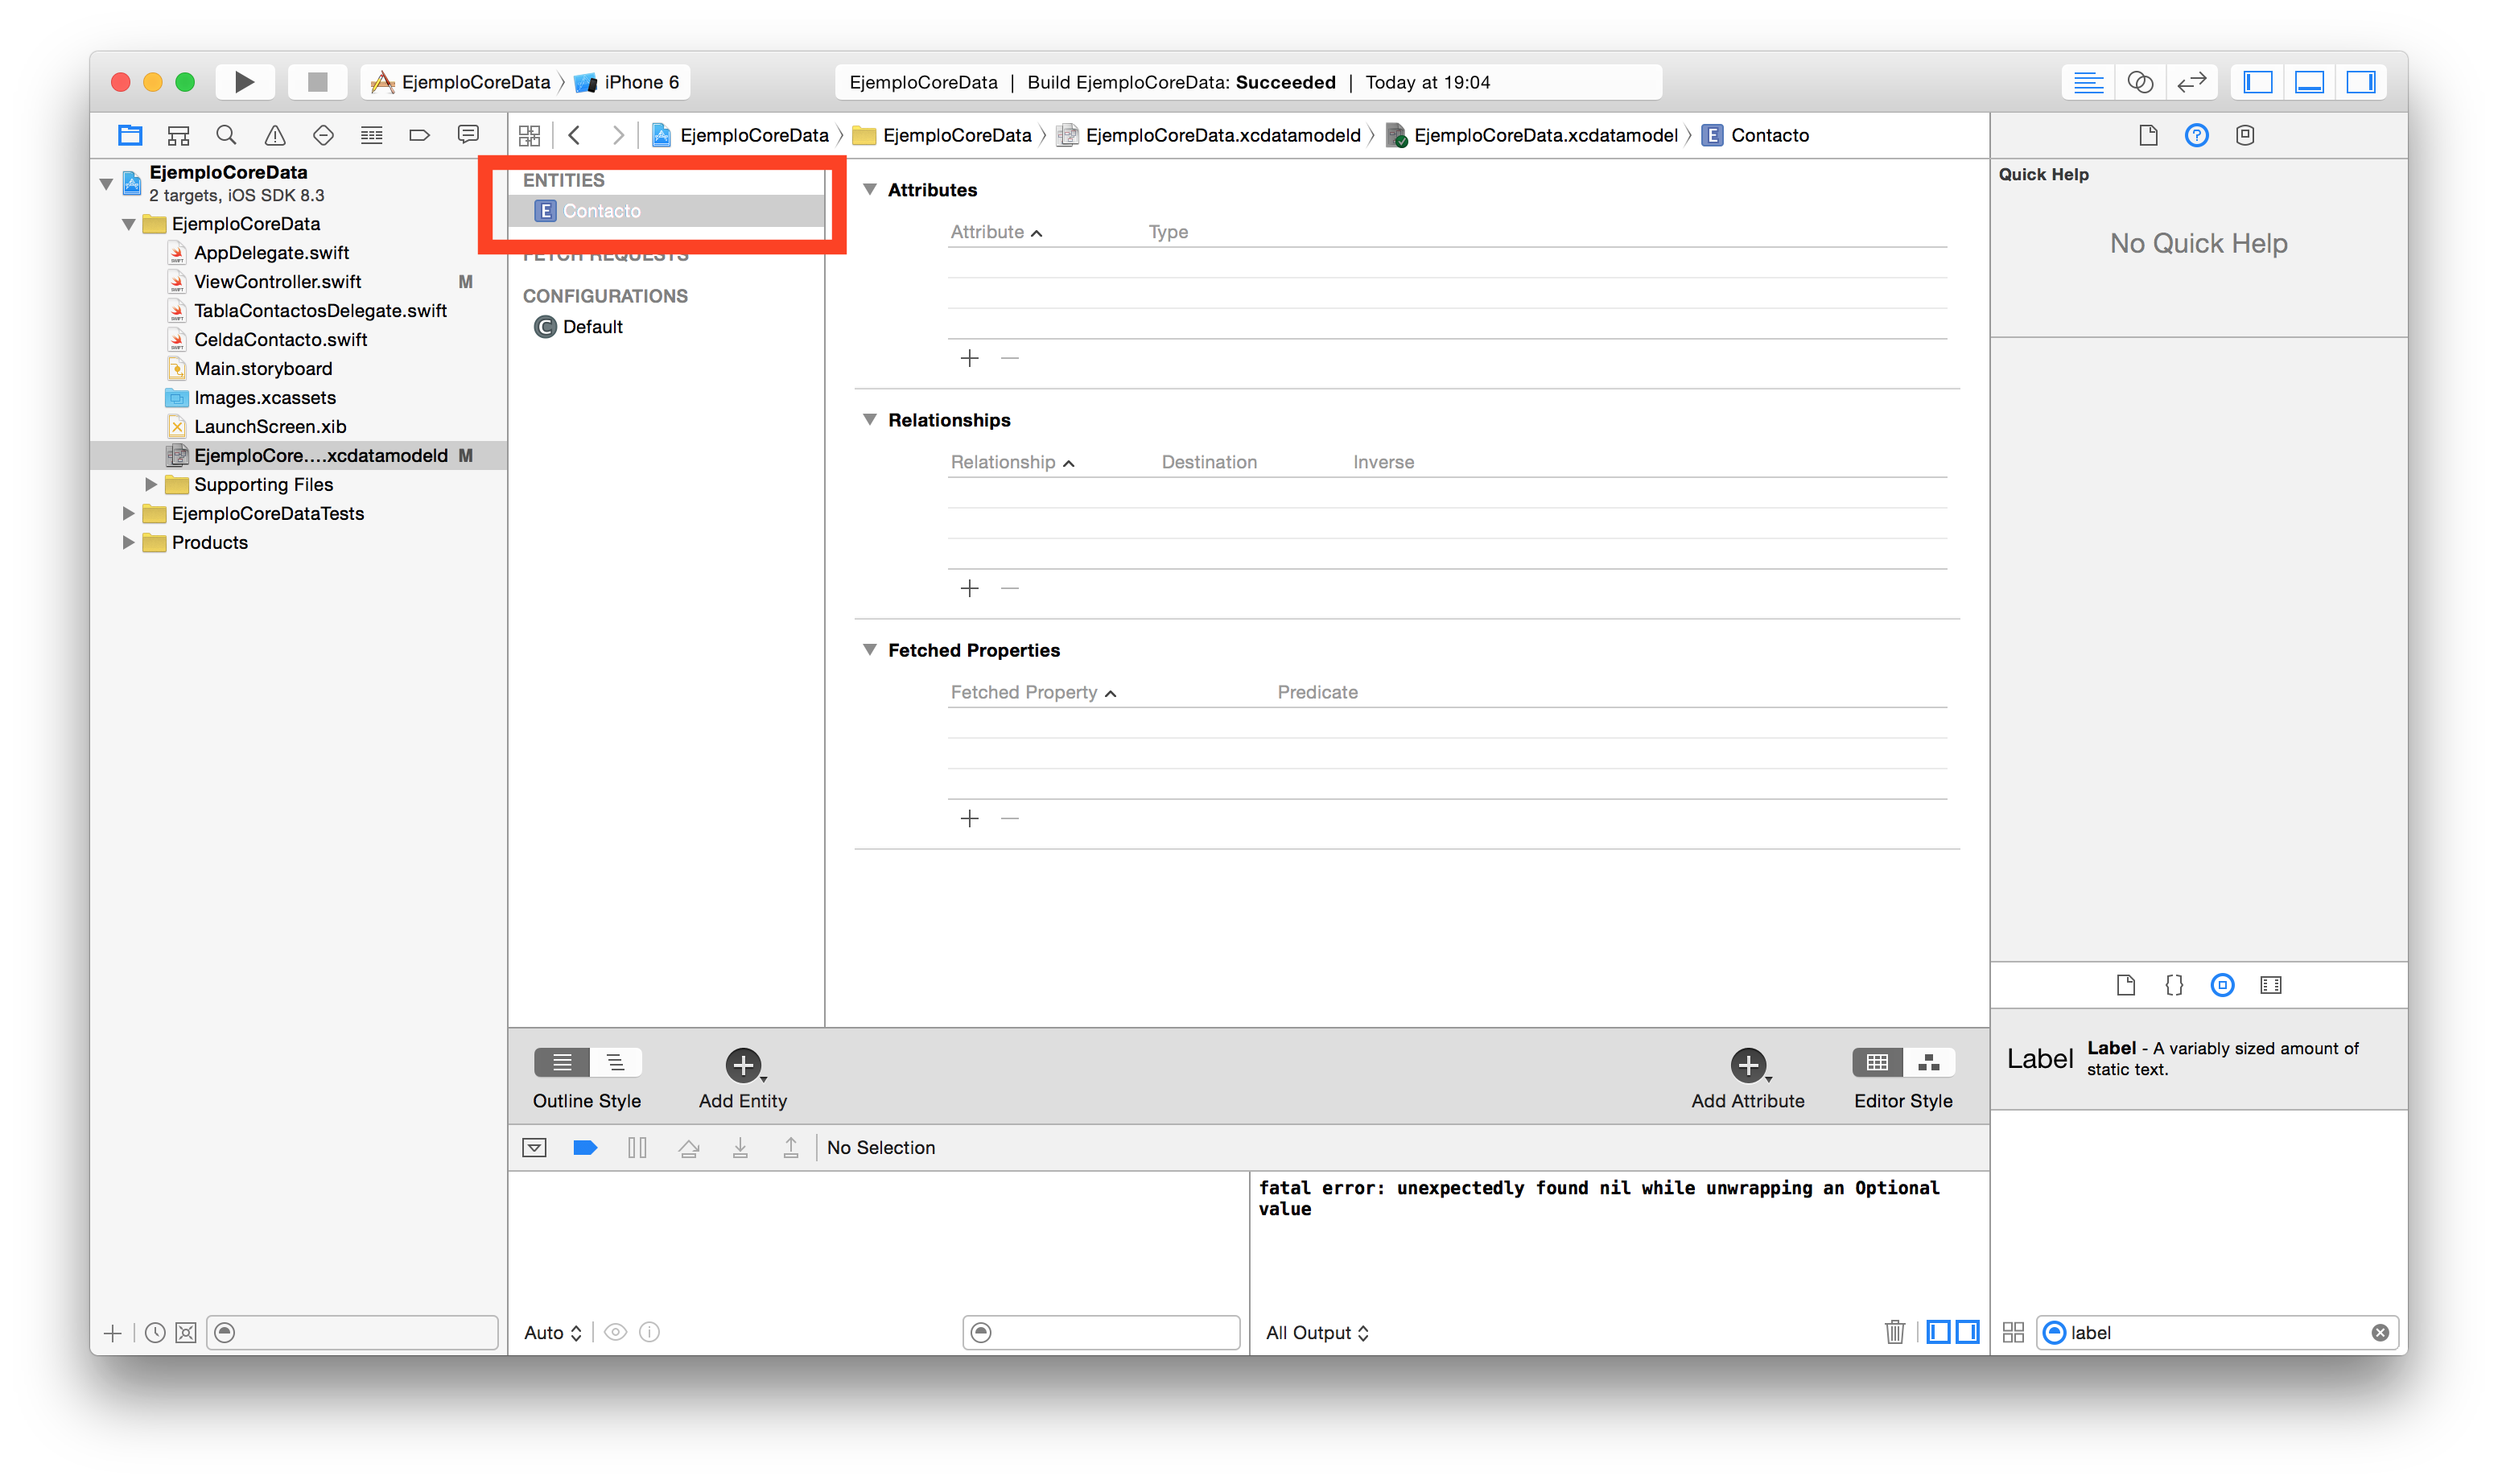 EjemploCoreData
iPhone 6
EjemploCoreData | Build EjemploCoreData: Succeeded | Today at 19:04
EjemploCoreData
EjemploCoreData
EjemploCoreData.xcdatamodeld
EjemploCoreData.xcdatamodel
E Contacto
EjemploCoreData
2 targets, iOS SDK 8.3
EjemploCoreData
AppDelegate.swift
ViewController.swift M
TablaContactosDelegate.swift
CeldaContacto.swift
Main.storyboard
Images.xcassets
LaunchScreen.xib
EjemploCore....xcdatamodeld M
Supporting Files
EjemploCoreDataTests
Products
ENTITIES
E Contacto
FETCH REQUESTS
CONFIGURATIONS
C Default
Attributes
Attribute Type
Relationships
Relationship Destination Inverse
Fetched Properties
Fetched Property Predicate
Quick Help
No Quick Help
Label Label - A variably sized amount of
static text.
Outline Style
Add Entity
Add Attribute
Editor Style
No Selection
fatal error: unexpectedly found nil while unwrapping an Optional
value
Auto
All Output
label